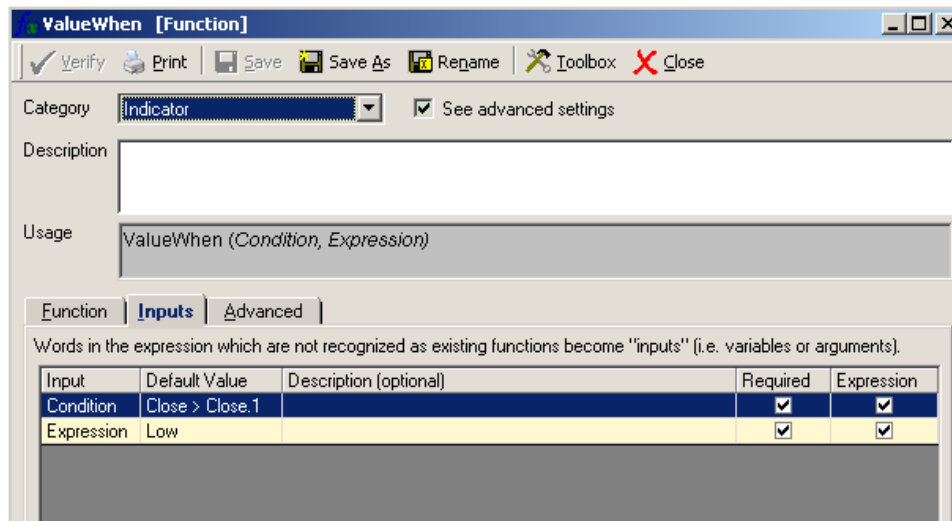 ValueWhen [Function]
Verify Print Save Save As Rename Toolbox Close
Category Indicator See advanced settings
Description
Usage ValueWhen (Condition, Expression)
Function Inputs Advanced
Words in the expression which are not recognized as existing functions become "inputs" (i.e. variables or arguments).
Input Default Value Description (optional) Required Expression
Condition Close > Close.1
Expression Low